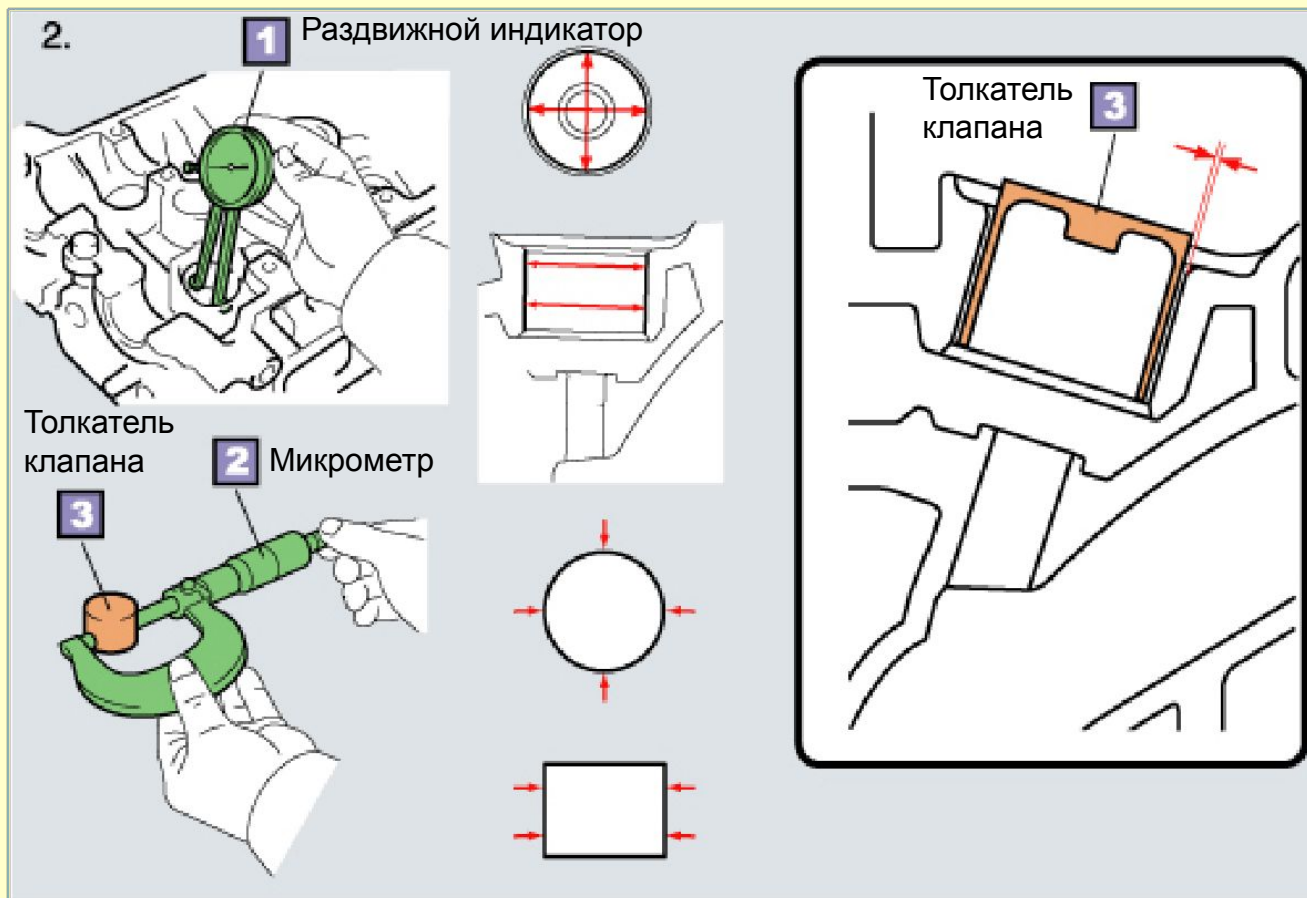 2.
1 Раздвижной индикатор
Толкатель
клапана
3
Толкатель
клапана
2 Микрометр
3